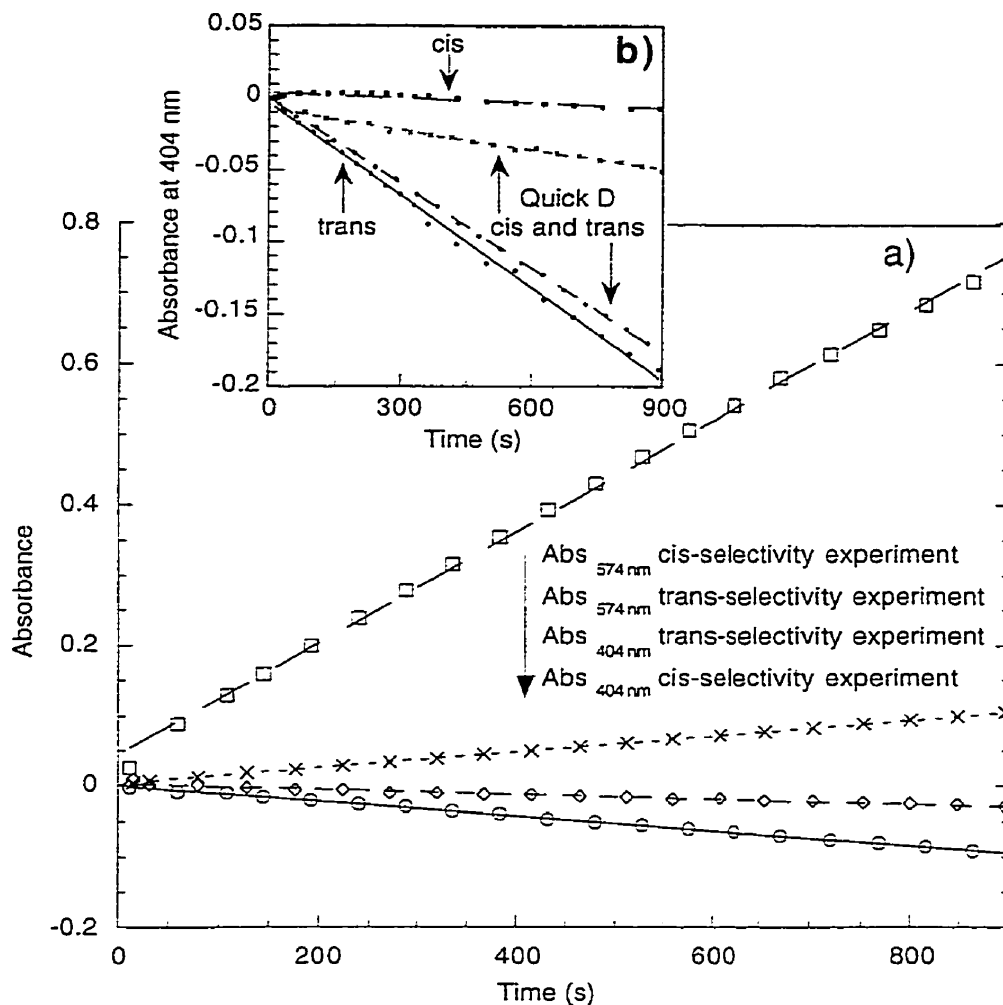 0.05
b)
cis
0
-0.05
Quick D
trans
cis and trans
-0.1
-0.15
-0.2
0
300
600
900
Time (s)
Absorbance at 404 nm
0.8
a)
0.6
0.4
Abs 574 nm cis-selectivity experiment
Abs 574 nm trans-selectivity experiment
Abs 404 nm trans-selectivity experiment
Abs 404 nm cis-selectivity experiment
0.2
0
-0.2
0
200
400
600
800
Time (s)
Absorbance